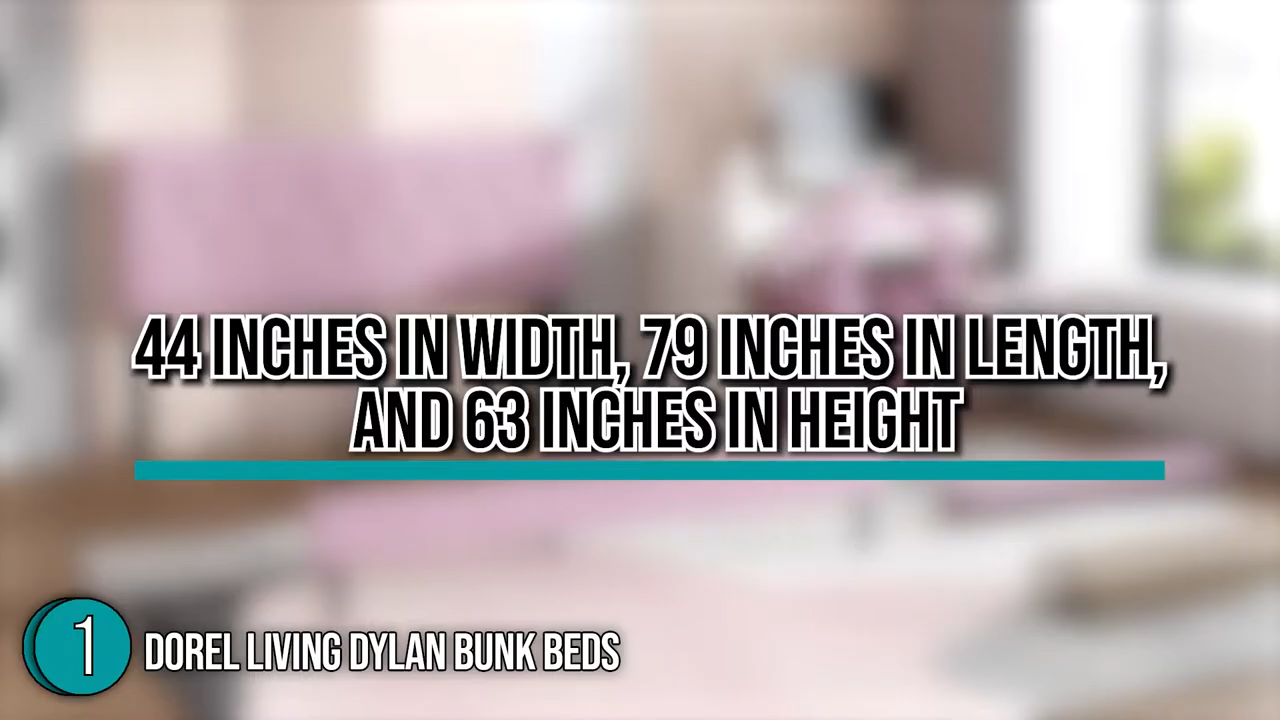 44 INCHES IN WIDTH, 79 INCHES IN LENGTH,
AND 63 INCHES IN HEIGHT
1
DOREL LIVING DYLAN BUNK BEDS